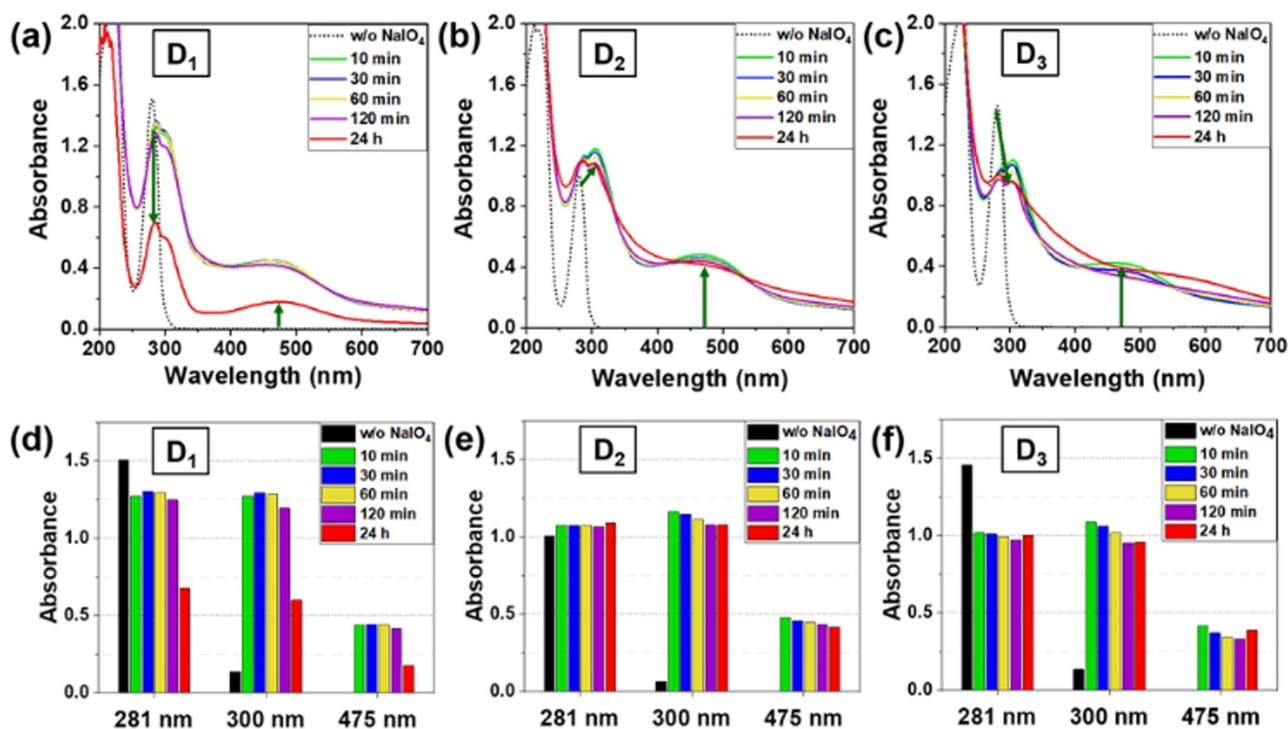 (a)
D₁
w/o NaIO₄
10 min
30 min
60 min
120 min
24 h
2.0
1.6
1.2
0.8
0.4
0.0
Absorbance
200 300 400 500 600 700
Wavelength (nm)
(b)
D₂
w/o NaIO₄
10 min
30 min
60 min
120 min
24 h
2.0
1.6
1.2
0.8
0.4
0.0
Absorbance
200 300 400 500 600 700
Wavelength (nm)
(c)
D₃
w/o NaIO₄
10 min
30 min
60 min
120 min
24 h
2.0
1.6
1.2
0.8
0.4
0.0
Absorbance
200 300 400 500 600 700
Wavelength (nm)
(d)
D₁
w/o NaIO₄
10 min
30 min
60 min
120 min
24 h
1.5
1.0
0.5
0.0
Absorbance
281 nm 300 nm 475 nm
(e)
D₂
w/o NaIO₄
10 min
30 min
60 min
120 min
24 h
1.5
1.0
0.5
0.0
Absorbance
281 nm 300 nm 475 nm
(f)
D₃
w/o NaIO₄
10 min
30 min
60 min
120 min
24 h
1.5
1.0
0.5
0.0
Absorbance
281 nm 300 nm 475 nm